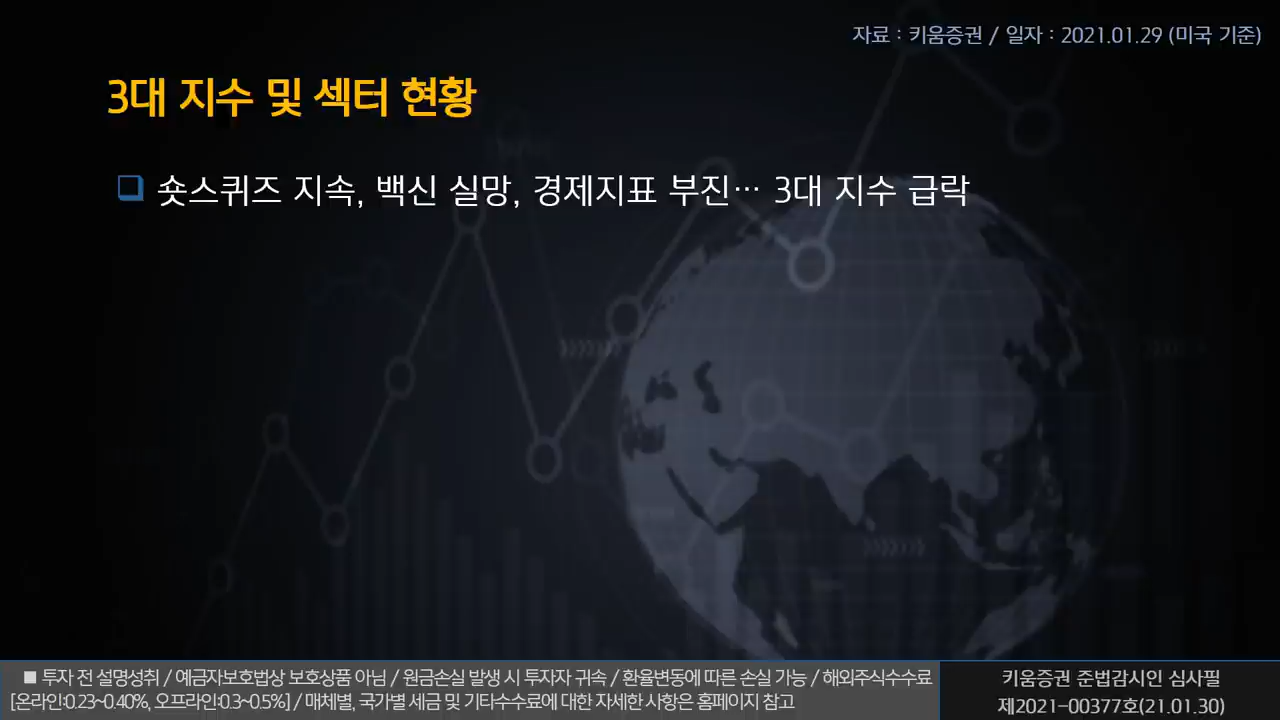 자료 : 키움증권 / 일자 : 2021.01.29 (미국 기준)
3대 지수 및 섹터 현황
❑ 숏스퀴즈 지속, 백신 실망, 경제지표 부진… 3대 지수 급락
■ 투자 전 설명청취 / 예금자보호법상 보호상품 아님 / 원금손실 발생 시 투자자 귀속 / 환율변동에 따른 손실 가능 / 해외주식수수료
[온라인:0.23~0.40%, 오프라인:0.3~0.5%] / 매체별, 국가별 세금 및 기타수수료에 대한 자세한 사항은 홈페이지 참고
키움증권 준법감시인 심사필
제2021-00377호(21.01.30)